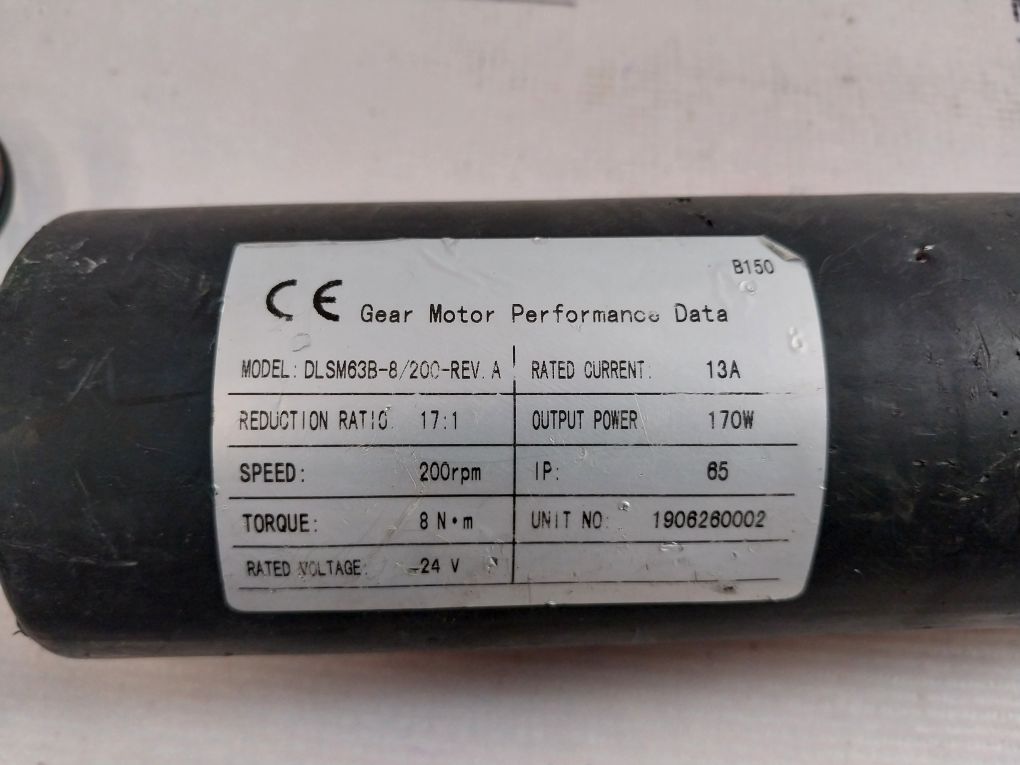 B150
CE Gear Motor Performance Data
MODEL: DLSM63B-8/200-REV.A RATED CURRENT: 13A
REDUCTION RATIO: 17:1 OUTPUT POWER 170W
SPEED: 200rpm IP: 65
TORQUE: 8 N·m UNIT NO: 1906260002
RATED VOLTAGE: 24 V